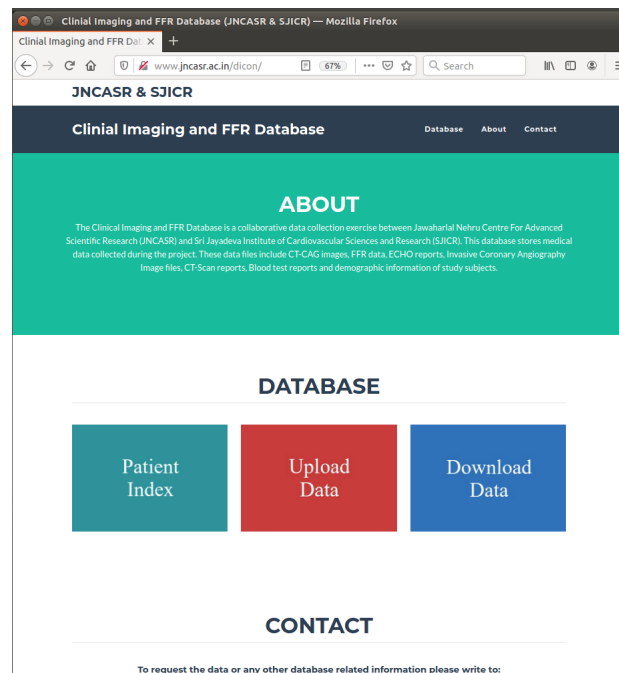 Clinial Imaging and FFR Database (JNCASR & SJICR) — Mozilla Firefox
Clinial Imaging and FFR Dat
www.jncasr.ac.in/dicon/
67%
Search
JNCASR & SJICR
Clinial Imaging and FFR Database
Database About Contact
ABOUT
The Clinical Imaging and FFR Database is a collaborative data collection exercise between Jawaharlal Nehru Centre For Advanced
Scientific Research (JNCASR) and Sri Jayadeva Institute of Cardiovascular Sciences and Research (SJICR). This database stores medical
data collected during the project. These data files include CT-CAG images, FFR data, ECHO reports, Invasive Coronary Angiography
Image files, CT-Scan reports, Blood test reports and demographic information of study subjects.
DATABASE
Patient
Index
Upload
Data
Download
Data
CONTACT
To request the data or any other database related information please write to: